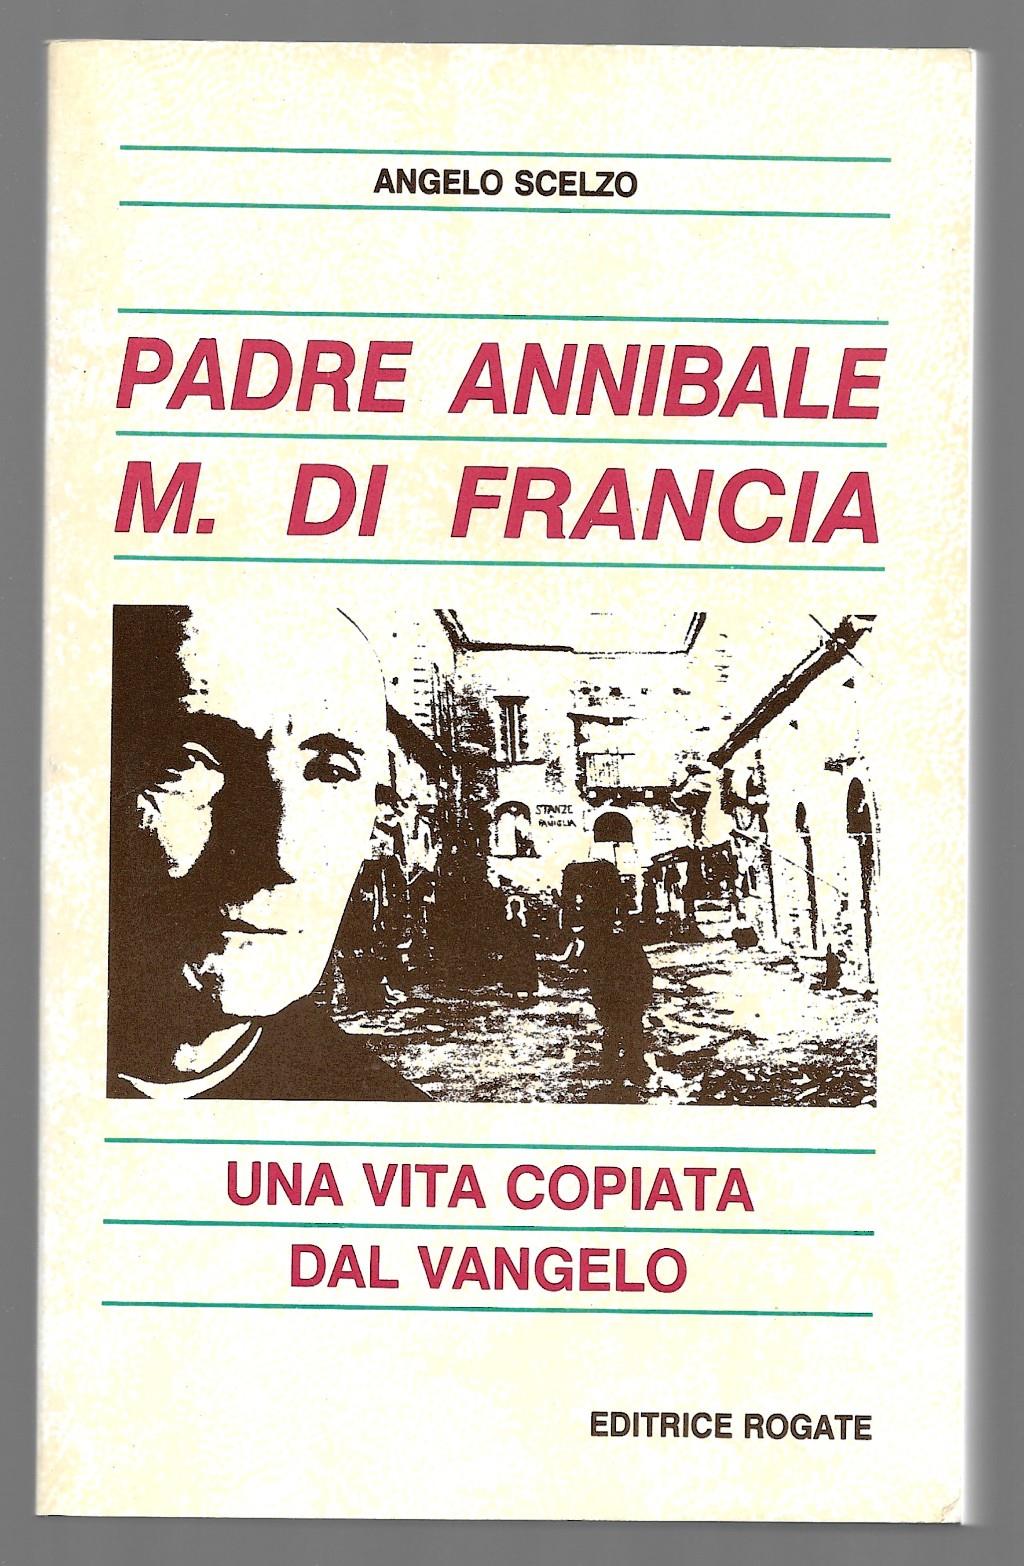 ANGELO SCELZO
PADRE ANNIBALE
M. DI FRANCIA
STANZE
FAMIGLIA
UNA VITA COPIATA
DAL VANGELO
EDITRICE ROGATE